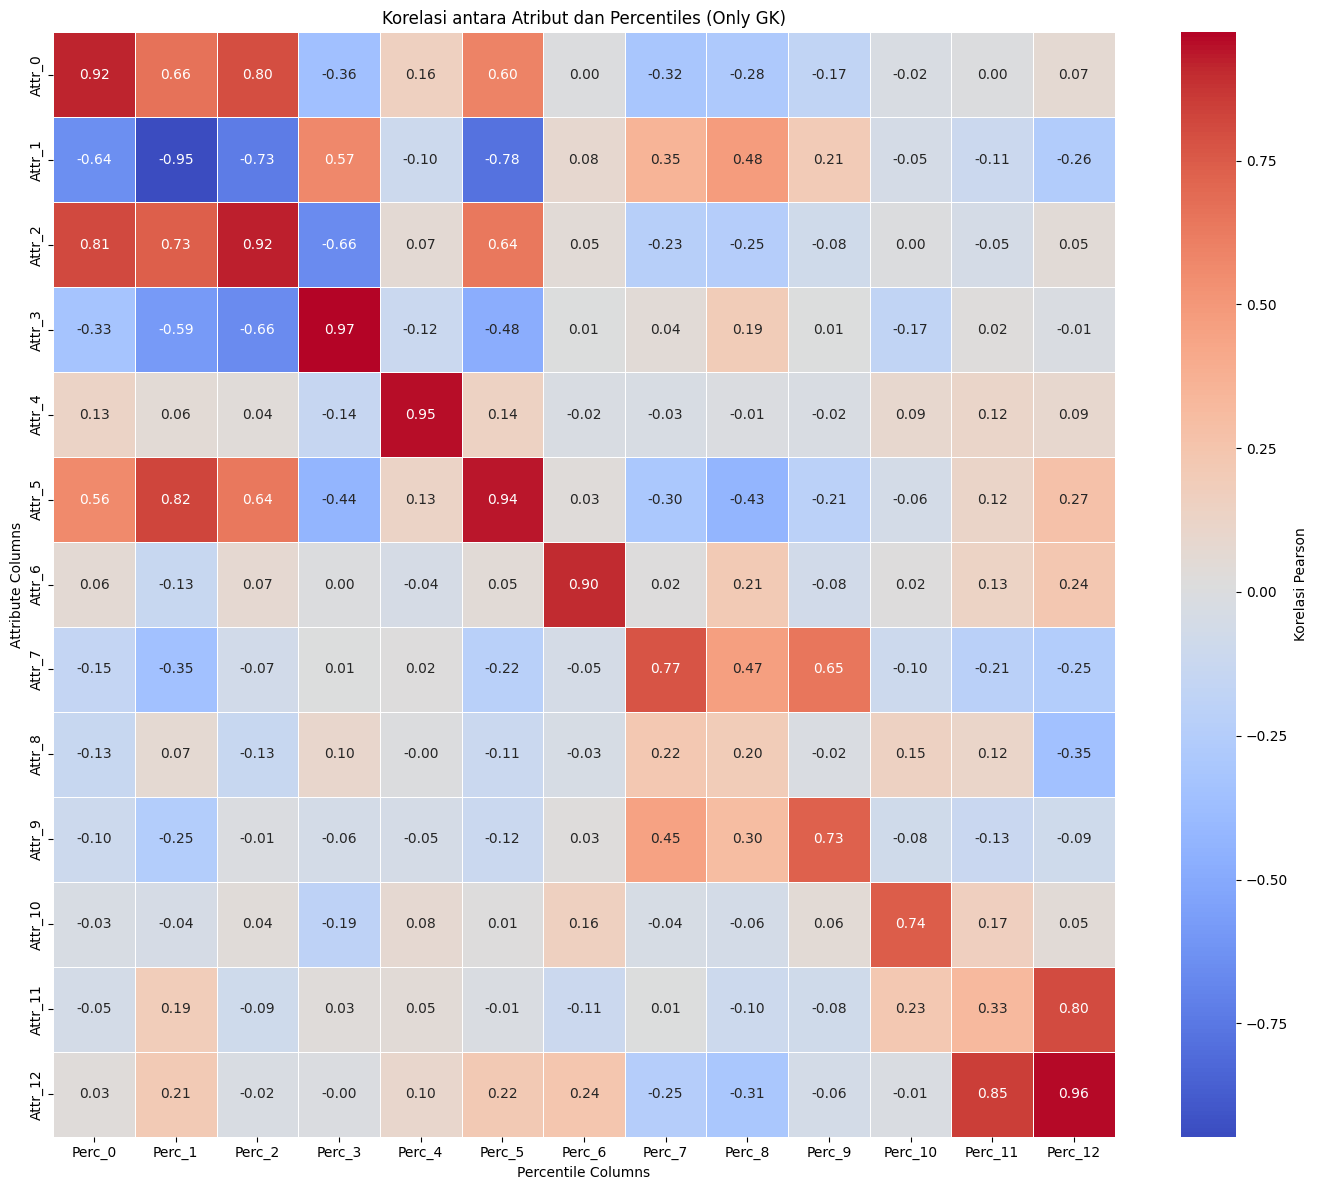 Korelasi antara Atribut dan Percentiles (Only GK)
Attr_0 0.92 0.66 0.80 -0.36 0.16 0.60 0.00 -0.32 -0.28 -0.17 -0.02 0.00 0.07
Attr_1 -0.64 -0.95 -0.73 0.57 -0.10 -0.78 0.08 0.35 0.48 0.21 -0.05 -0.11 -0.26
Attr_2 0.81 0.73 0.92 -0.66 0.07 0.64 0.05 -0.23 -0.25 -0.08 0.00 -0.05 0.05
Attr_3 -0.33 -0.59 -0.66 0.97 -0.12 -0.48 0.01 0.04 0.19 0.01 -0.17 0.02 -0.01
Attr_4 0.13 0.06 0.04 -0.14 0.95 0.14 -0.02 -0.03 -0.01 -0.02 0.09 0.12 0.09
Attr_5 0.56 0.82 0.64 -0.44 0.13 0.94 0.03 -0.30 -0.43 -0.21 -0.06 0.12 0.27
Attr_6 0.06 -0.13 0.07 0.00 -0.04 0.05 0.90 0.02 0.21 -0.08 0.02 0.13 0.24
Attr_7 -0.15 -0.35 -0.07 0.01 0.02 -0.22 -0.05 0.77 0.47 0.65 -0.10 -0.21 -0.25
Attr_8 -0.13 0.07 -0.13 0.10 -0.00 -0.11 -0.03 0.22 0.20 -0.02 0.15 0.12 -0.35
Attr_9 -0.10 -0.25 -0.01 -0.06 -0.05 -0.12 0.03 0.45 0.30 0.73 -0.08 -0.13 -0.09
Attr_10 -0.03 -0.04 0.04 -0.19 0.08 0.01 0.16 -0.04 -0.06 0.06 0.74 0.17 0.05
Attr_11 -0.05 0.19 -0.09 0.03 0.05 -0.01 -0.11 0.01 -0.10 -0.08 0.23 0.33 0.80
Attr_12 0.03 0.21 -0.02 -0.00 0.10 0.22 0.24 -0.25 -0.31 -0.06 -0.01 0.85 0.96
Perc_0 Perc_1 Perc_2 Perc_3 Perc_4 Perc_5 Perc_6 Perc_7 Perc_8 Perc_9 Perc_10 Perc_11 Perc_12
Percentile Columns
Attribute Columns
0.75
0.50
0.25
0.00
−0.25
−0.50
−0.75
Korelasi Pearson